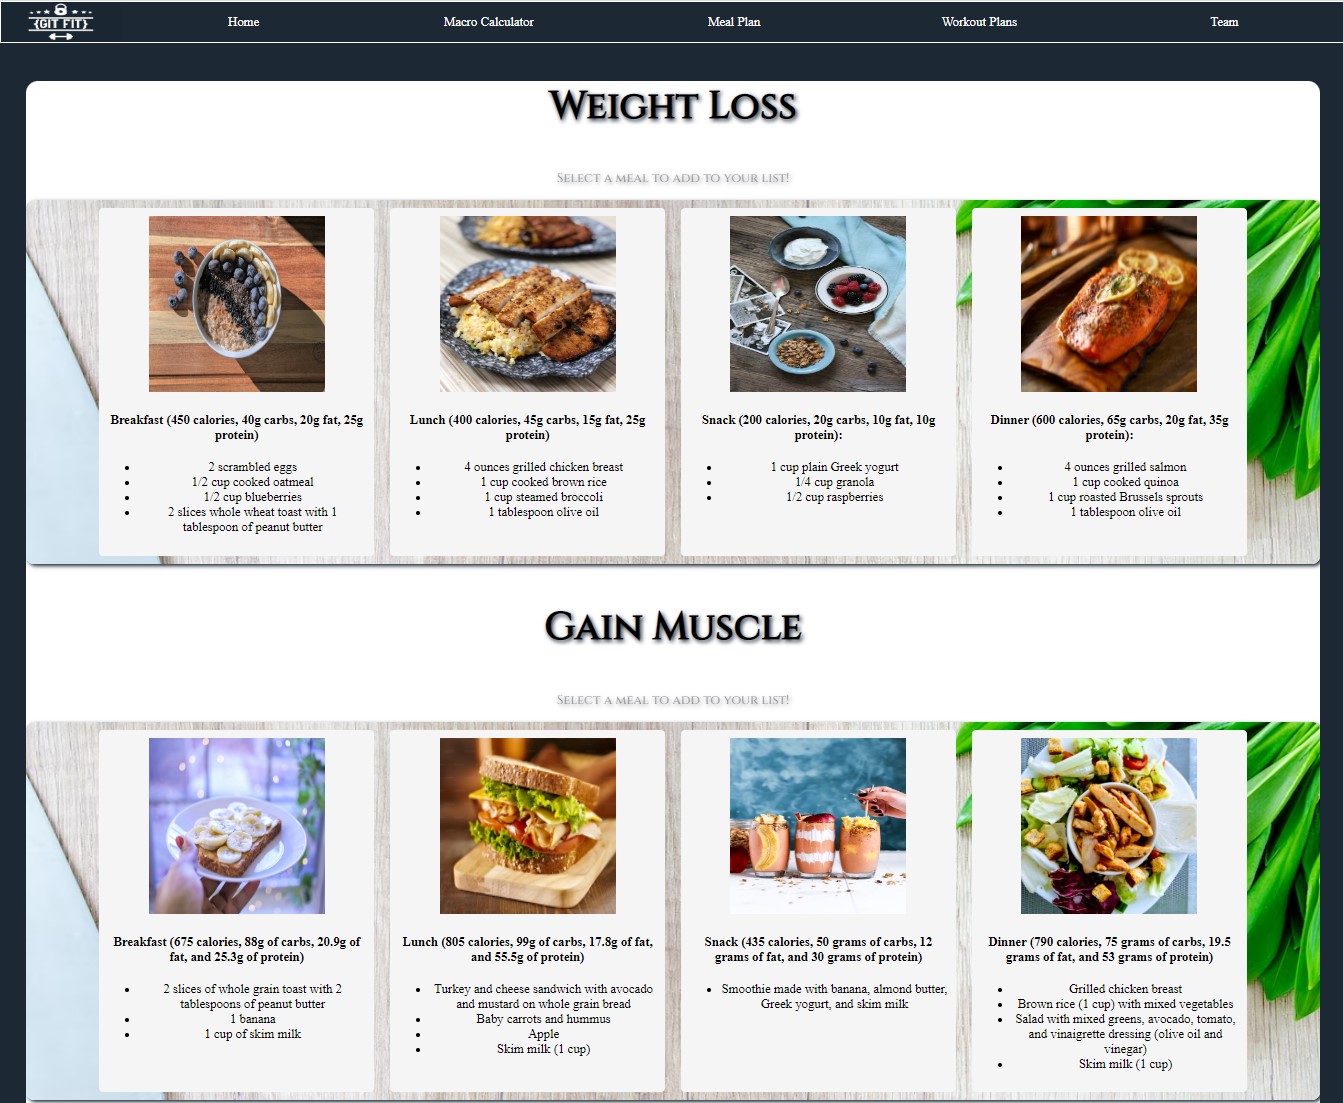 {GIT FIT}
Home Macro Calculator Meal Plan Workout Plans Team
Weight Loss
Select a meal to add to your list!
Breakfast (450 calories, 40g carbs, 20g fat, 25g
protein)
2 scrambled eggs
1/2 cup cooked oatmeal
1/2 cup blueberries
2 slices whole wheat toast with 1
tablespoon of peanut butter
Lunch (400 calories, 45g carbs, 15g fat, 25g
protein)
4 ounces grilled chicken breast
1 cup cooked brown rice
1 cup steamed broccoli
1 tablespoon olive oil
Snack (200 calories, 20g carbs, 10g fat, 10g
protein):
1 cup plain Greek yogurt
1/4 cup granola
1/2 cup raspberries
Dinner (600 calories, 65g carbs, 20g fat, 35g
protein):
4 ounces grilled salmon
1 cup cooked quinoa
1 cup roasted Brussels sprouts
1 tablespoon olive oil
Gain Muscle
Select a meal to add to your list!
Breakfast (675 calories, 88g of carbs, 20.9g of
fat, and 25.3g of protein)
2 slices of whole grain toast with 2
tablespoons of peanut butter
1 banana
1 cup of skim milk
Lunch (805 calories, 99g of carbs, 17.8g of fat,
and 55.5g of protein)
Turkey and cheese sandwich with avocado
and mustard on whole grain bread
Baby carrots and hummus
Apple
Skim milk (1 cup)
Snack (435 calories, 50 grams of carbs, 12
grams of fat, and 30 grams of protein)
Smoothie made with banana, almond butter,
Greek yogurt, and skim milk
Dinner (790 calories, 75 grams of carbs, 19.5
grams of fat, and 53 grams of protein)
Grilled chicken breast
Brown rice (1 cup) with mixed vegetables
Salad with mixed greens, avocado, tomato,
and vinaigrette dressing (olive oil and
vinegar)
Skim milk (1 cup)